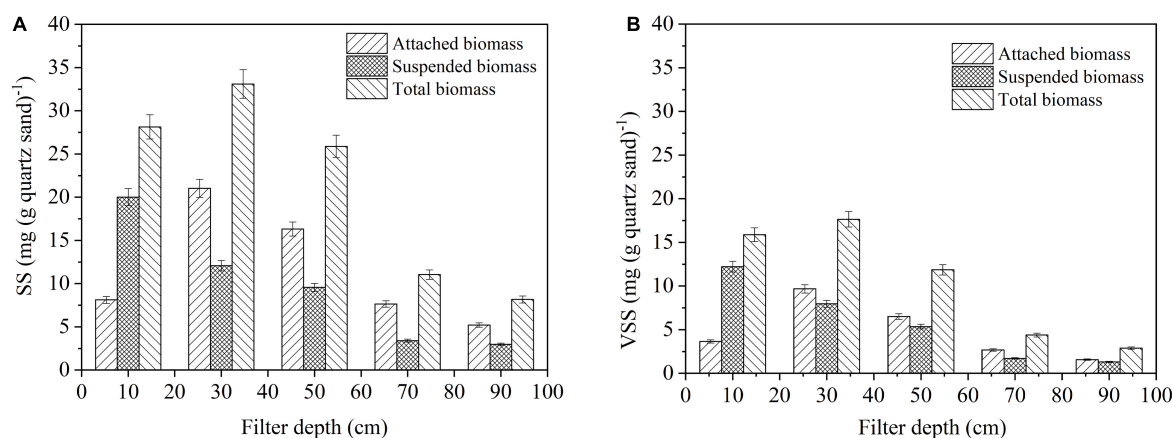 A
40
35
30
25
20
15
10
5
0
SS (mg (g quartz sand)-1
Attached biomass
Suspended biomass
Total biomass
0 10 20 30 40 50 60 70 80 90 100
Filter depth (cm)
B
40
35
30
25
20
15
10
5
0
VSS (mg (g quartz sand)-1
Attached biomass
Suspended biomass
Total biomass
0 10 20 30 40 50 60 70 80 90 100
Filter depth (cm)